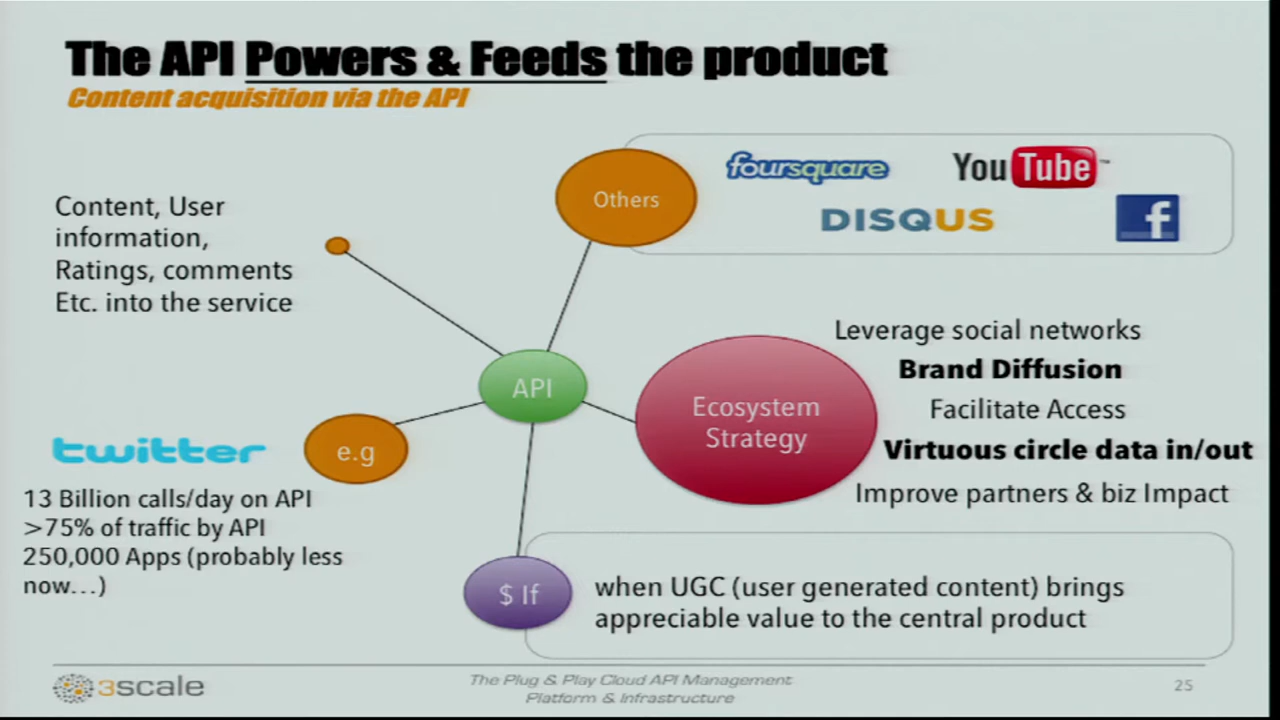 The API Powers & Feeds the product
Content acquisition via the API
Content, User
information,
Ratings, comments
Etc. into the service
Others
foursquare
YouTube
DISQUS
f
API
Ecosystem
Strategy
Leverage social networks
Brand Diffusion
Facilitate Access
Virtuous circle data in/out
Improve partners & biz Impact
twitter
e.g
13 Billion calls/day on API
>75% of traffic by API
250,000 Apps (probably less
now...)
$ If
when UGC (user generated content) brings
appreciable value to the central product
3scale
The Plug & Play Cloud API Management
Platform & Infrastructure
25